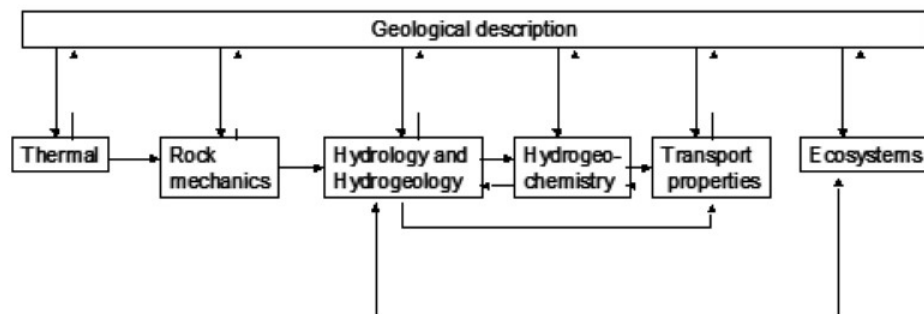 Geological description
Thermal
Rock
mechanics
Hydrology and
Hydrogeology
Hydrogeo-
chemistry
Transport
properties
Ecosystems